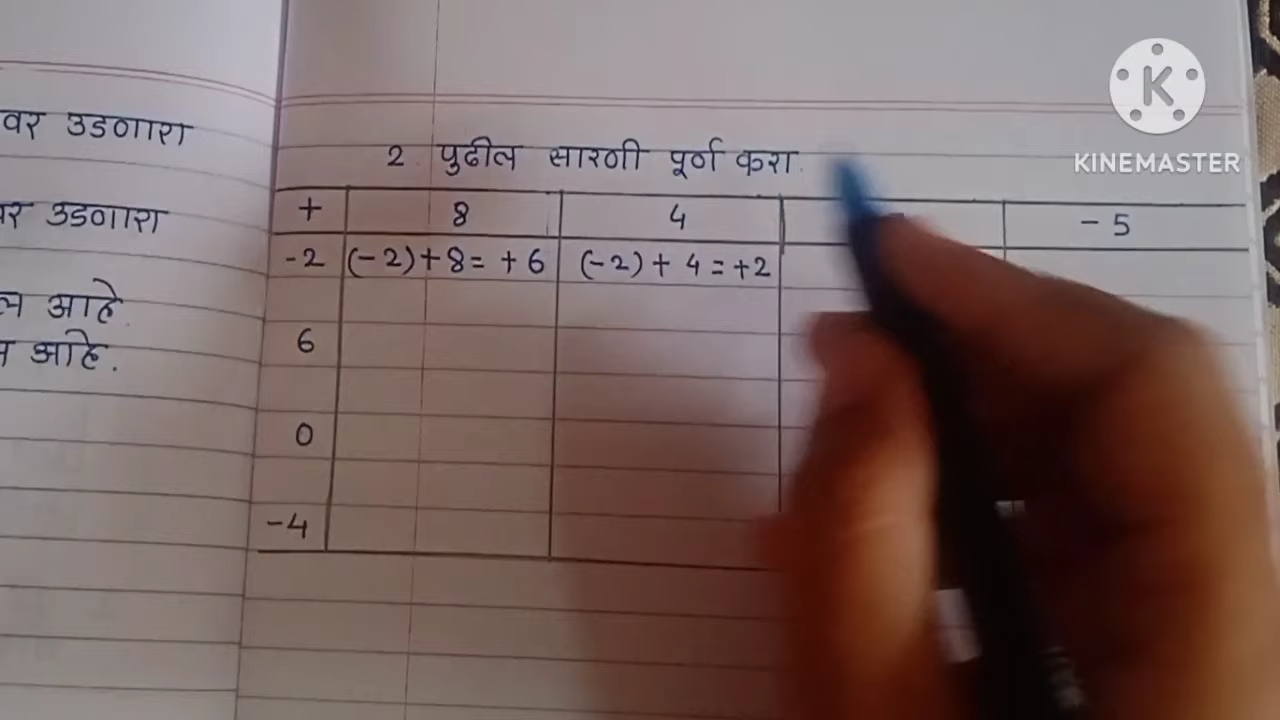 वर उडणारा
2. पुढील सारणी पूर्ण करा.
वर उडणारा
+ 8 4 - 5
-2 (-2)+8= +6 (-2)+ 4 = +2
आहे.
6
आहे.
0
-4
K
KINEMASTER